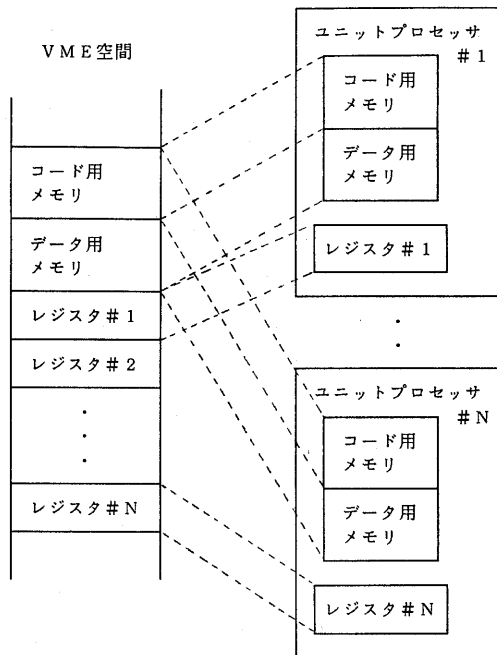 VME空間
コード用
メモリ
データ用
メモリ
レジスタ#1
レジスタ#2
・
・
・
レジスタ#N
ユニットプロセッサ
#1
コード用
メモリ
データ用
メモリ
レジスタ#1
・
・
ユニットプロセッサ
#N
コード用
メモリ
データ用
メモリ
レジスタ#N